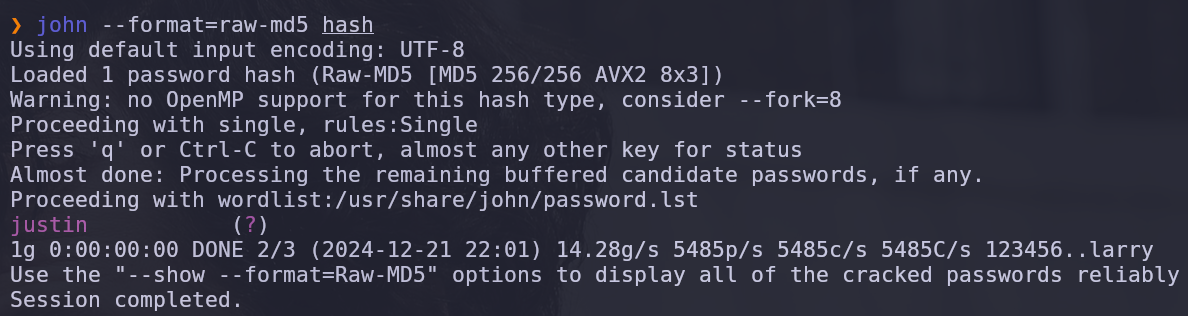 ❯ john --format=raw-md5 hash
Using default input encoding: UTF-8
Loaded 1 password hash (Raw-MD5 [MD5 256/256 AVX2 8x3])
Warning: no OpenMP support for this hash type, consider --fork=8
Proceeding with single, rules:Single
Press 'q' or Ctrl-C to abort, almost any other key for status
Almost done: Processing the remaining buffered candidate passwords, if any.
Proceeding with wordlist:/usr/share/john/password.lst
justin           (?)
1g 0:00:00:00 DONE 2/3 (2024-12-21 22:01) 14.28g/s 5485p/s 5485c/s 5485C/s 123456..larry
Use the "--show --format=Raw-MD5" options to display all of the cracked passwords reliably
Session completed.